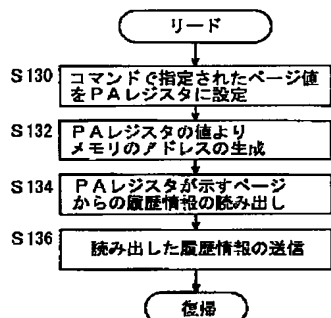 リード
S130
コマンドで指定されたページ値
をPAレジスタに設定
S132
PAレジスタの値より
メモリのアドレスの生成
S134
PAレジスタが示すページ
からの履歴情報の読み出し
S136
読み出した履歴情報の送信
復帰